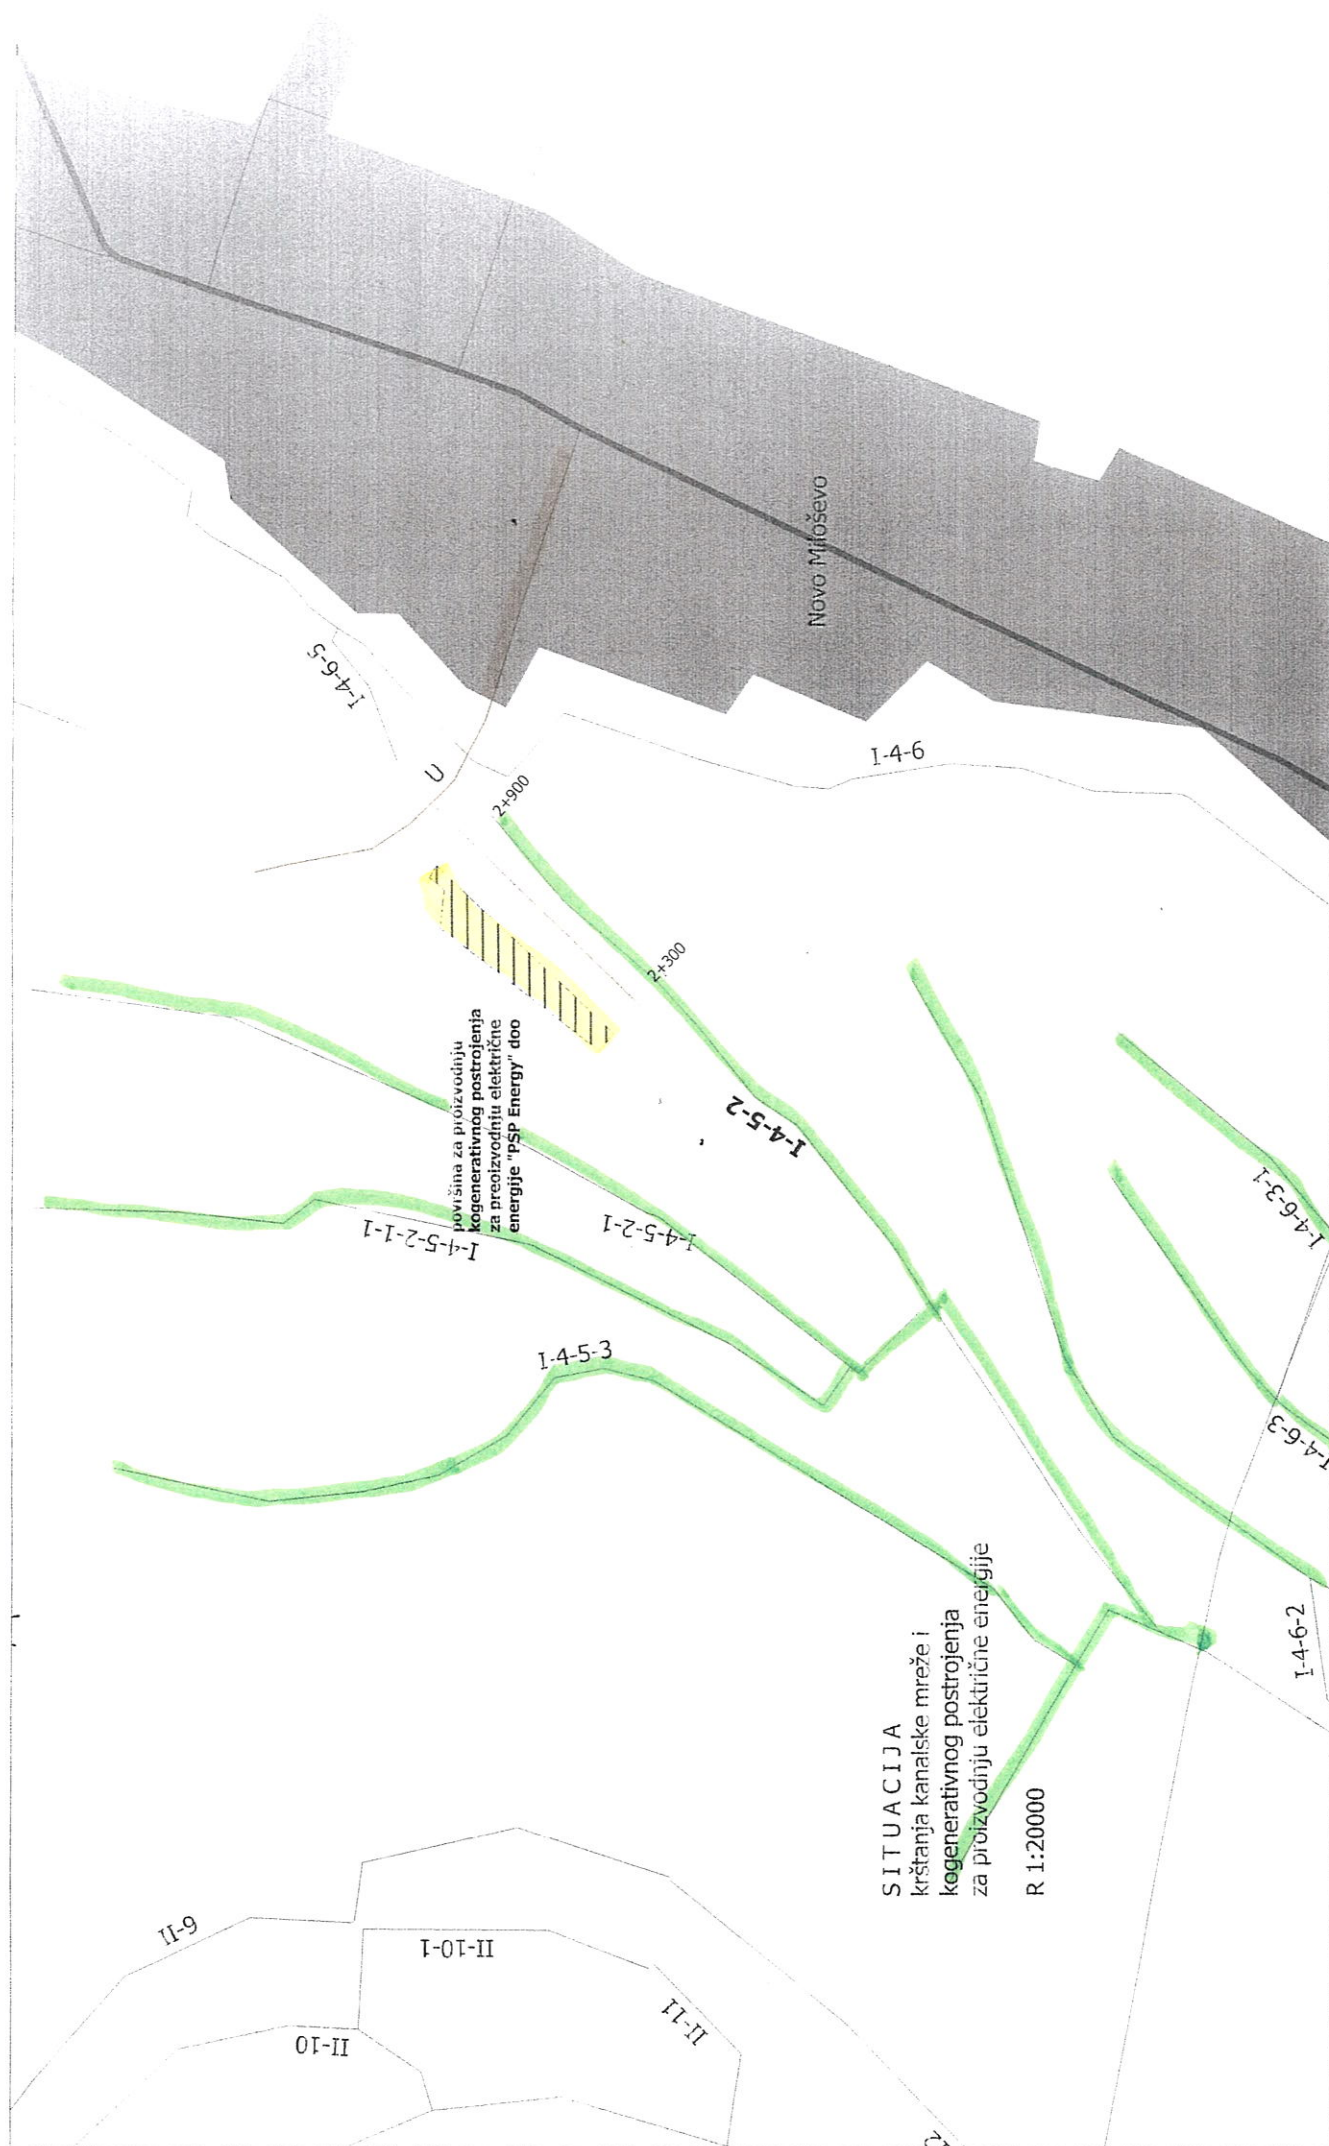 Novo Miloševo
I-4-6-5
U
I-4-6
2+900
2+300
površina za proizvodnju
kogenerativnog postrojenja
za preoizvodnju električne
energije "PSP Energy" doo
I-4-5-2
I-4-5-2-1
I-4-5-2-1-1
I-4-5-3
I-4-6-3-1
I-4-6-3
I-4-6-2
SITUACIJA
krštanja kanalske mreže i
kogenerativnog postrojenja
za proizvodnju električne energije
R 1:20000
II-9
II-10-1
II-10
II-11